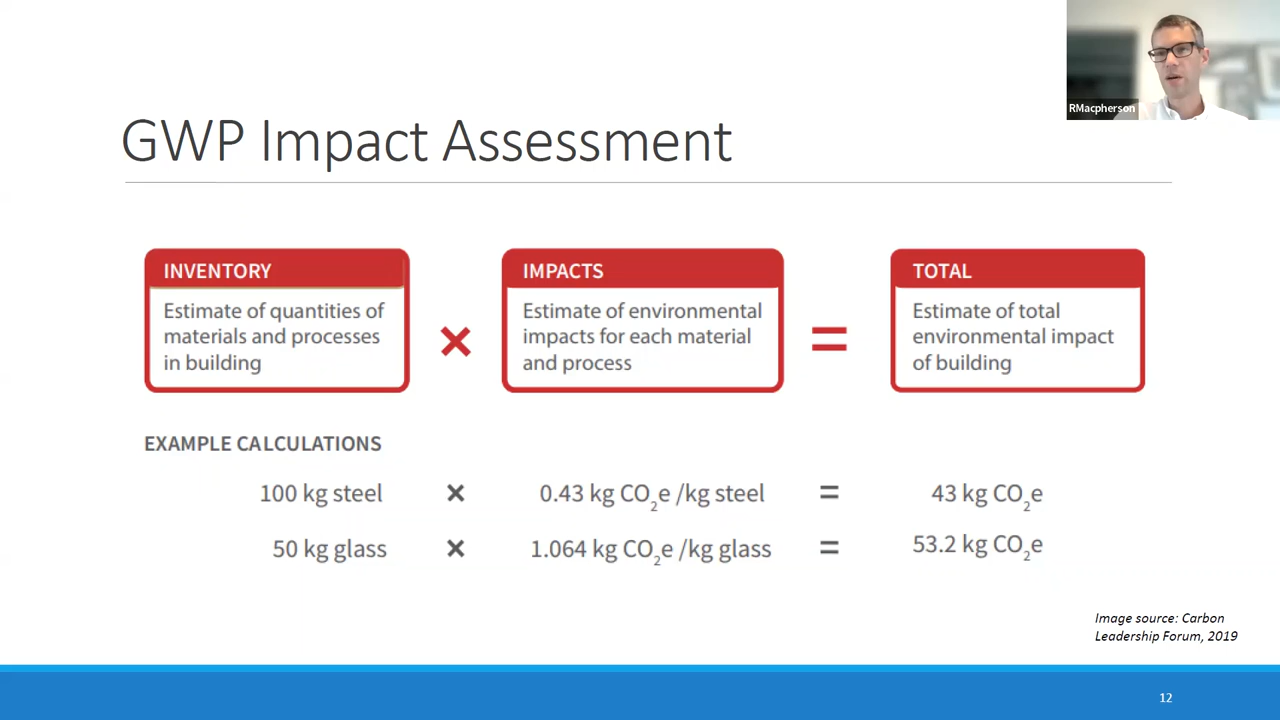 RMacpherson
GWP Impact Assessment
INVENTORY
Estimate of quantities of
materials and processes
in building
×
IMPACTS
Estimate of environmental
impacts for each material
and process
=
TOTAL
Estimate of total
environmental impact
of building
EXAMPLE CALCULATIONS
100 kg steel × 0.43 kg CO₂e /kg steel = 43 kg CO₂e
50 kg glass × 1.064 kg CO₂e /kg glass = 53.2 kg CO₂e
Image source: Carbon
Leadership Forum, 2019
12